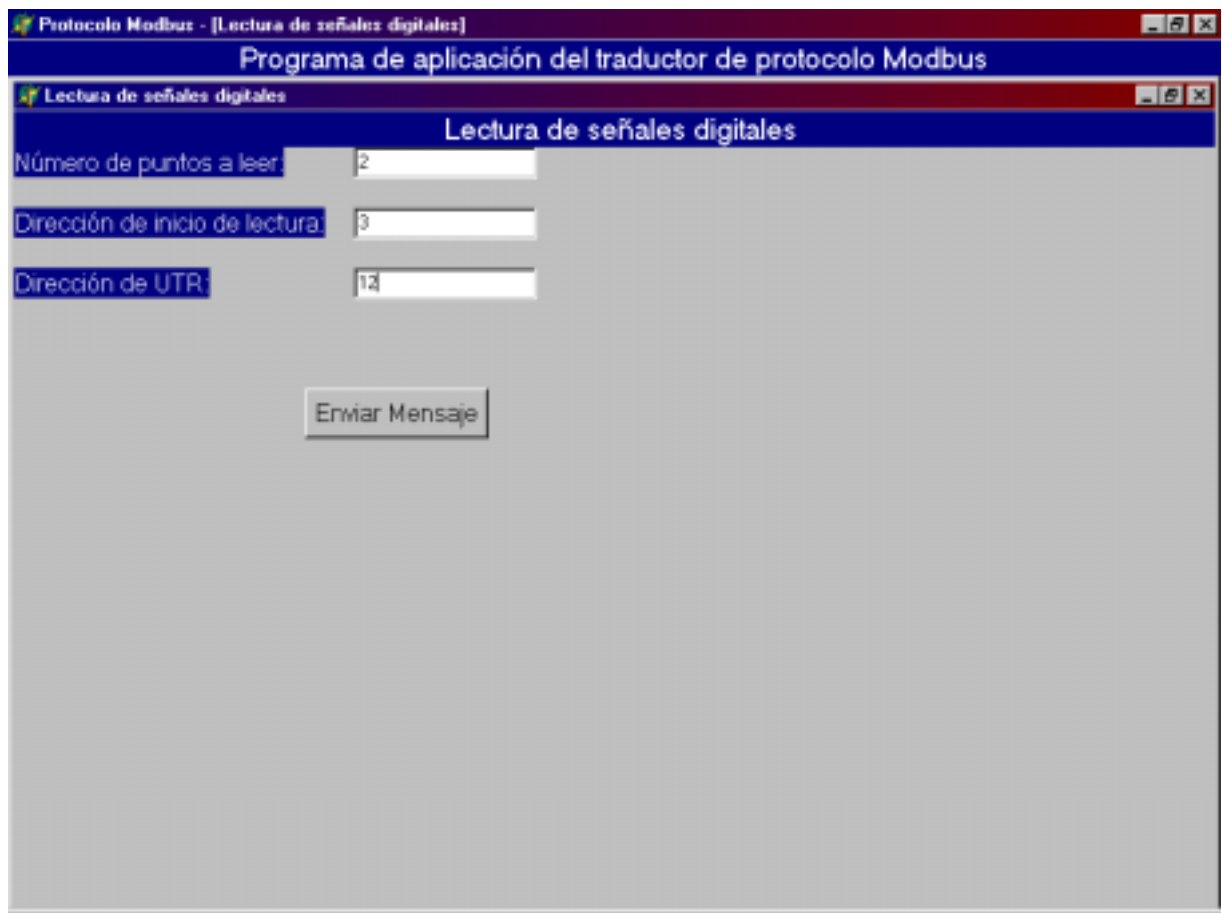 Protocolo Modbus - [Lectura de señales digitales]
Programa de aplicación del traductor de protocolo Modbus
Lectura de señales digitales
Lectura de señales digitales
Número de puntos a leer: 2
Dirección de inicio de lectura: 3
Dirección de UTR: 12
Enviar Mensaje